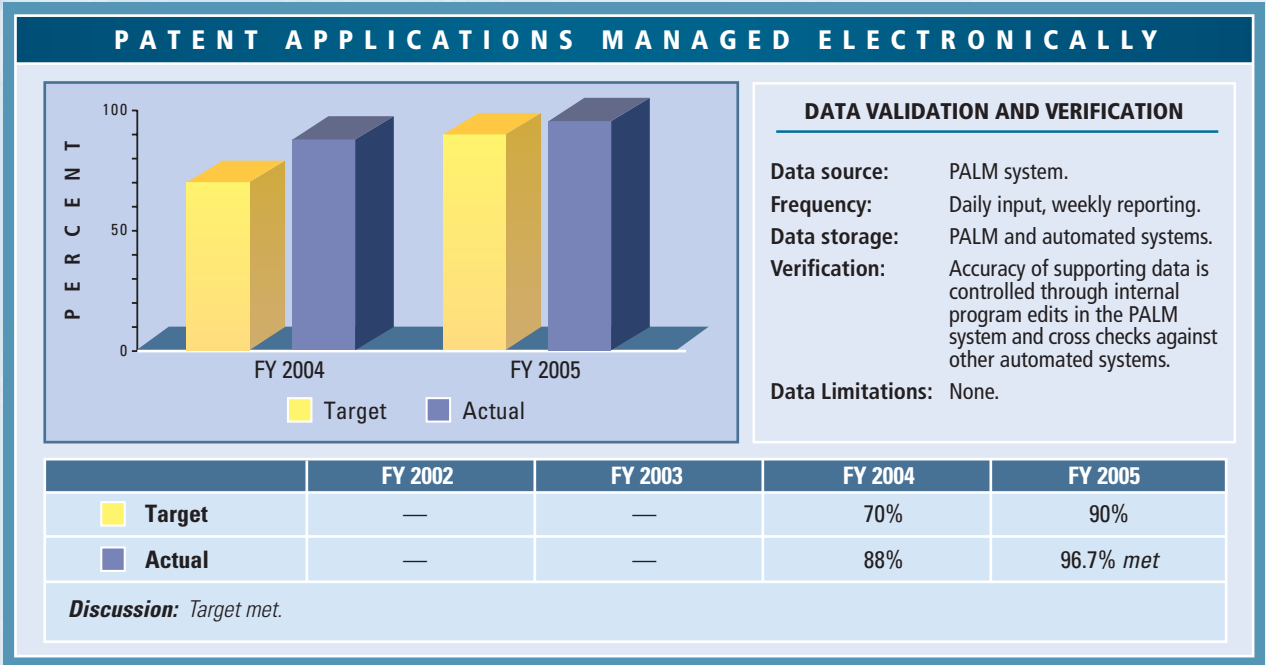 PATENT APPLICATIONS MANAGED ELECTRONICALLY
PERCENT
100
50
0
FY 2004
FY 2005
Target
Actual
DATA VALIDATION AND VERIFICATION
Data source: PALM system.
Frequency: Daily input, weekly reporting.
Data storage: PALM and automated systems.
Verification: Accuracy of supporting data is
controlled through internal
program edits in the PALM
system and cross checks against
other automated systems.
Data Limitations: None.
FY 2002 FY 2003 FY 2004 FY 2005
Target — — 70% 90%
Actual — — 88% 96.7% met
Discussion: Target met.